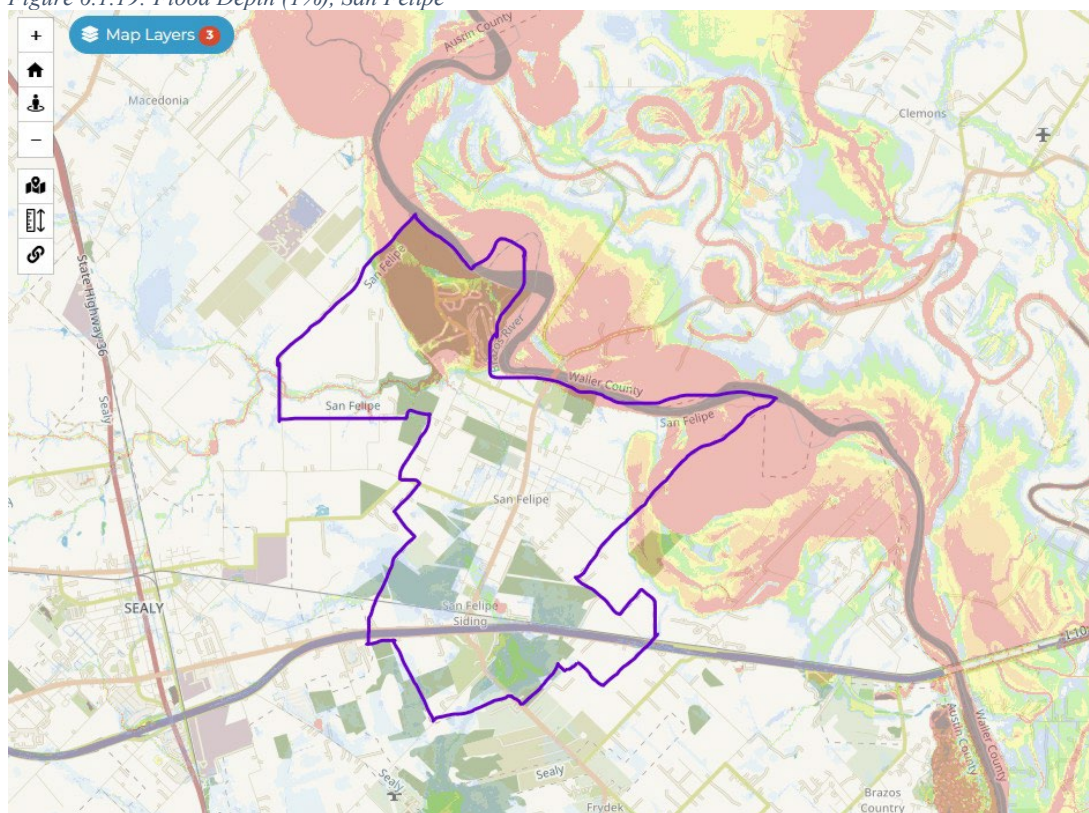 Figure 6.1.19: Flood Depth (1%), San Felipe
+
Map Layers 3
Austin County
Macedonia
Clemons
−
State Highway 36
San Felipe
Brazos River
Sealy
Waller County
San Felipe
San Felipe
San Felipe
SEALY
San Felipe
Siding
I 10
Austin County
Waller County
Sealy
Sealy
Brazos
Country
Frydek